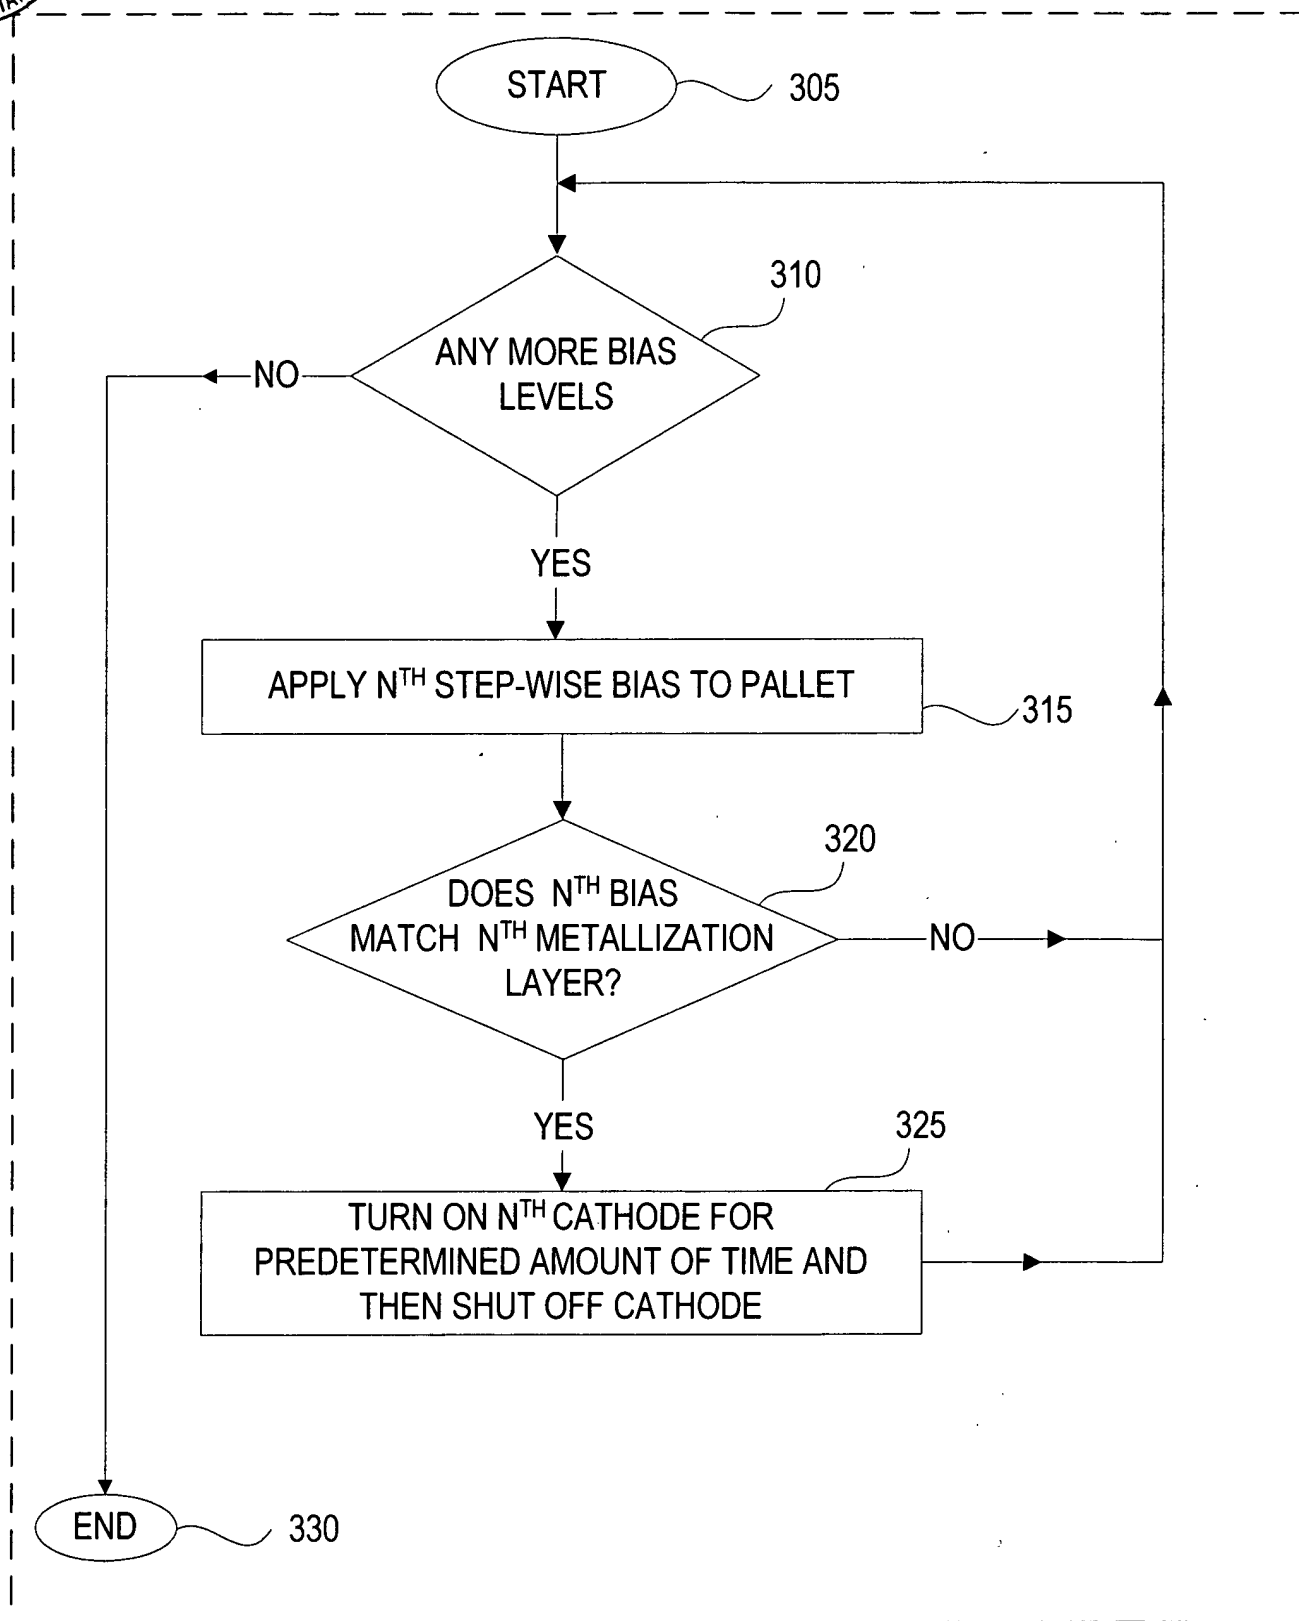 START
305
310
ANY MORE BIAS
LEVELS
NO
YES
APPLY NTH STEP-WISE BIAS TO PALLET
315
320
DOES NTH BIAS
MATCH NTH METALLIZATION
LAYER?
NO
YES
325
TURN ON NTH CATHODE FOR
PREDETERMINED AMOUNT OF TIME AND
THEN SHUT OFF CATHODE
END
330